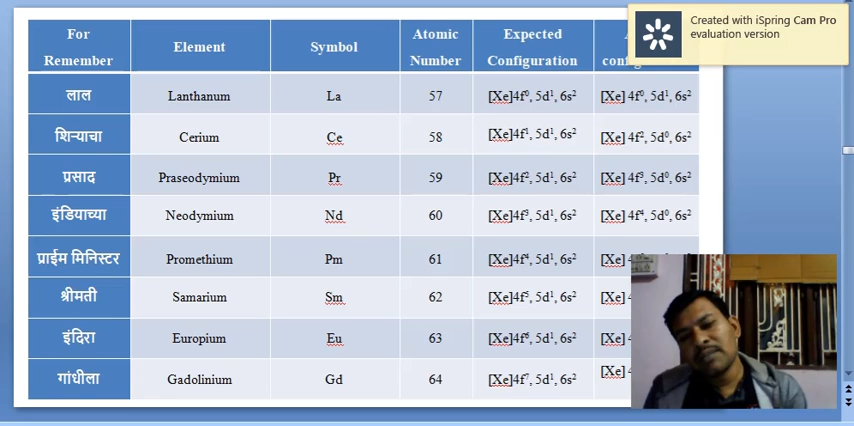 Created with iSpring Cam Pro
evaluation version
For Remember Element Symbol Atomic Number Expected Configuration
लाल Lanthanum La 57 [Xe]4f⁰, 5d¹, 6s² [Xe] 4f⁰, 5d¹, 6s²
शिऱ्याचा Cerium Ce 58 [Xe]4f¹, 5d¹, 6s² [Xe] 4f², 5d⁰, 6s²
प्रसाद Praseodymium Pr 59 [Xe]4f², 5d¹, 6s² [Xe] 4f³, 5d⁰, 6s²
इंडियाच्या Neodymium Nd 60 [Xe]4f³, 5d¹, 6s² [Xe] 4f⁴, 5d⁰, 6s²
प्राईम मिनिस्टर Promethium Pm 61 [Xe]4f⁴, 5d¹, 6s² [Xe]
श्रीमती Samarium Sm 62 [Xe]4f⁵, 5d¹, 6s² [Xe]
इंदिरा Europium Eu 63 [Xe]4f⁶, 5d¹, 6s² [Xe]
गांधीला Gadolinium Gd 64 [Xe]4f⁷, 5d¹, 6s² [Xe]